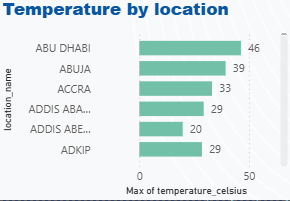 Temperature by location
location_name
ABU DHABI 46
ABUJA 39
ACCRA 33
ADDIS ABA... 29
ADDIS ABE... 20
ADKIP 29
0 50
Max of temperature_celsius